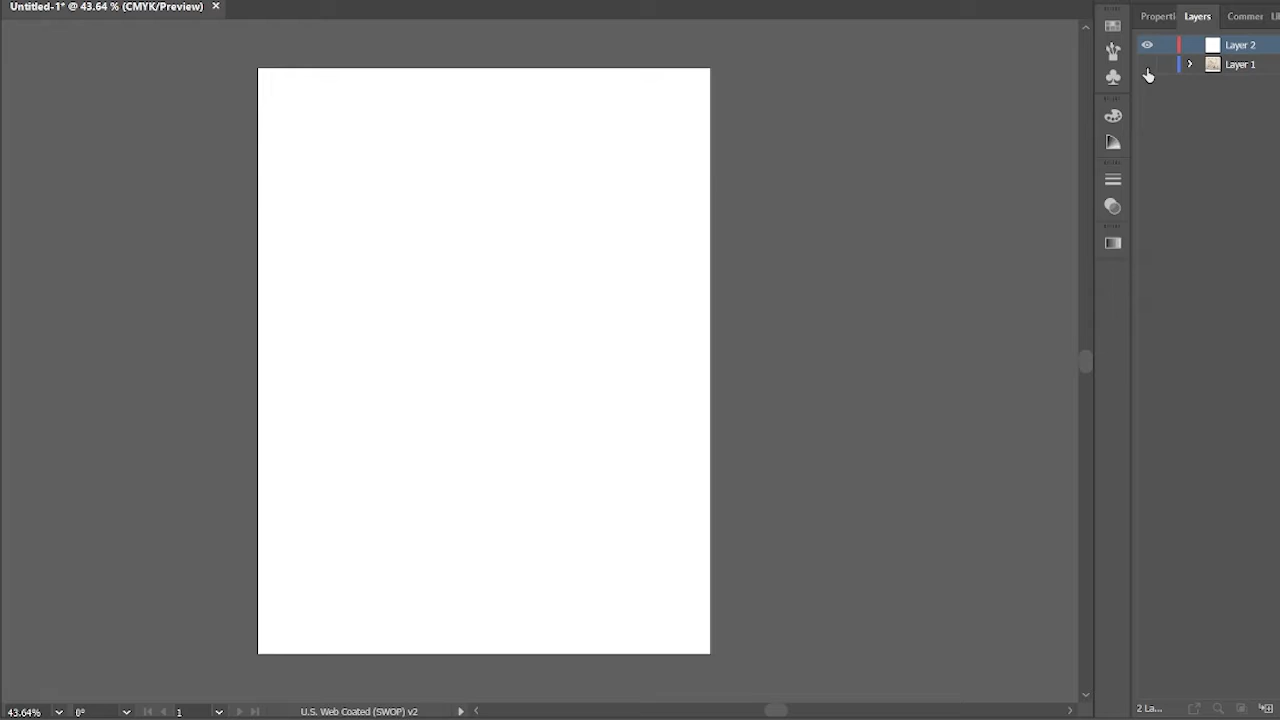 Untitled-1* @ 43.64 % (CMYK/Preview)
Properti
Layers
Commer
Li
Layer 2
Layer 1
43.64%
0°
1
U.S. Web Coated (SWOP) v2
2 La...